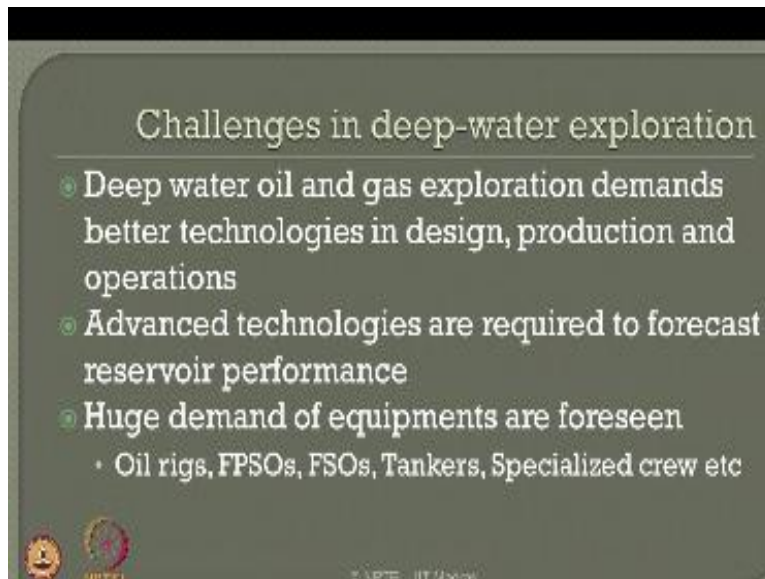 Challenges in deep-water exploration
Deep water oil and gas exploration demands
better technologies in design, production and
operations
Advanced technologies are required to forecast
reservoir performance
Huge demand of equipments are foreseen
Oil rigs, FPSOs, FSOs, Tankers, Specialized crew etc